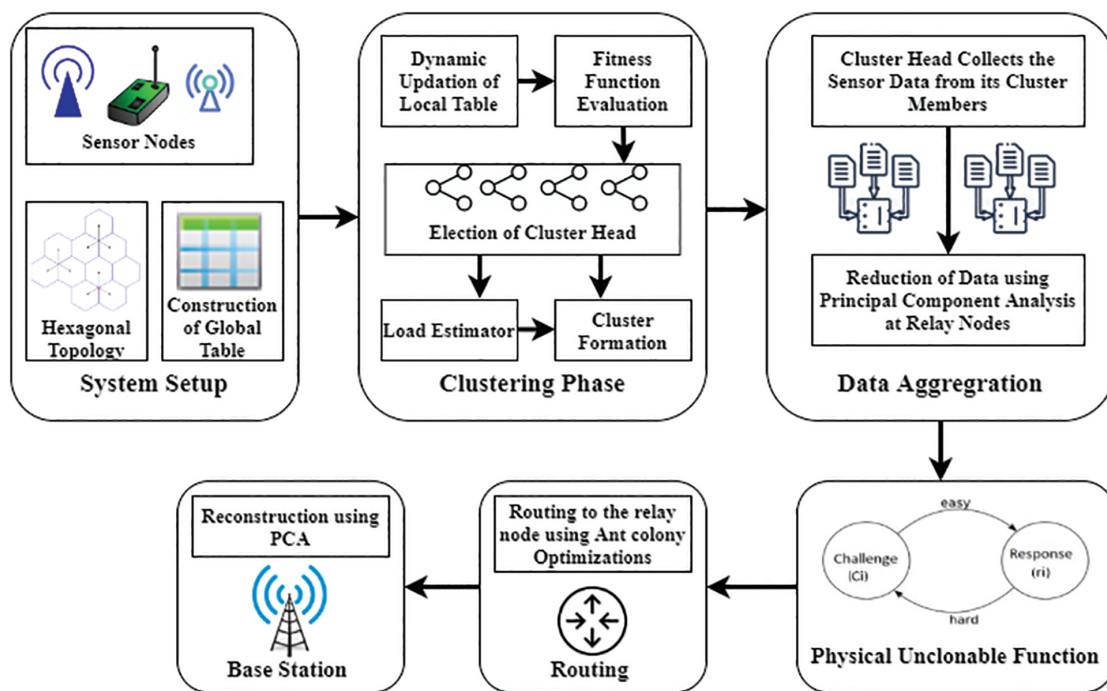 Sensor Nodes
Hexagonal
Topology
Construction
of Global
Table
System Setup
Dynamic
Updation of
Local Table
Fitness
Function
Evaluation
Election of Cluster Head
Load Estimator
Cluster
Formation
Clustering Phase
Cluster Head Collects the
Sensor Data from its Cluster
Members
Reduction of Data using
Principal Component Analysis
at Relay Nodes
Data Aggregration
easy
Challenge
(Ci)
Response
(ri)
hard
Physical Unclonable Function
Routing to the relay
node using Ant colony
Optimizations
Routing
Reconstruction using
PCA
Base Station